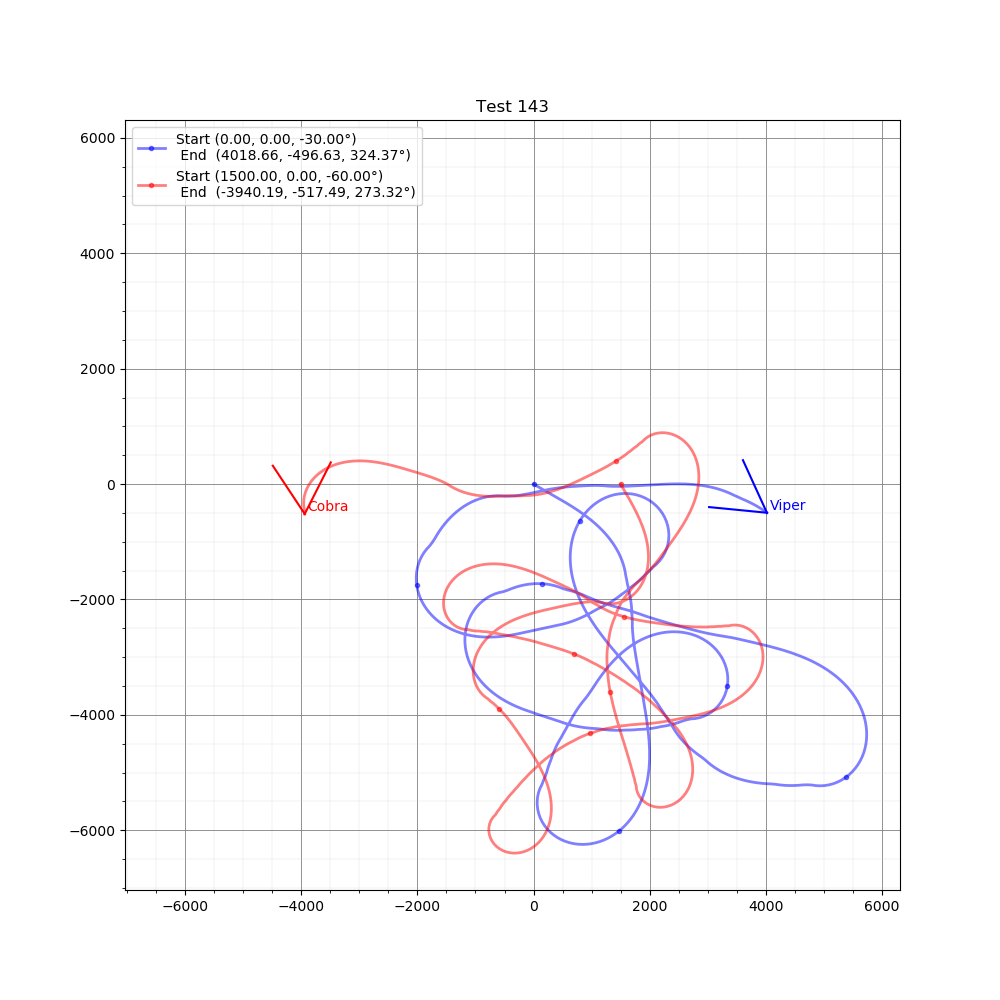 Test 143
Start (0.00, 0.00, -30.00°)
End  (4018.66, -496.63, 324.37°)
Start (1500.00, 0.00, -60.00°)
End  (-3940.19, -517.49, 273.32°)
6000
4000
2000
0
−2000
−4000
−6000
Cobra
Viper
−6000
−4000
−2000
0
2000
4000
6000